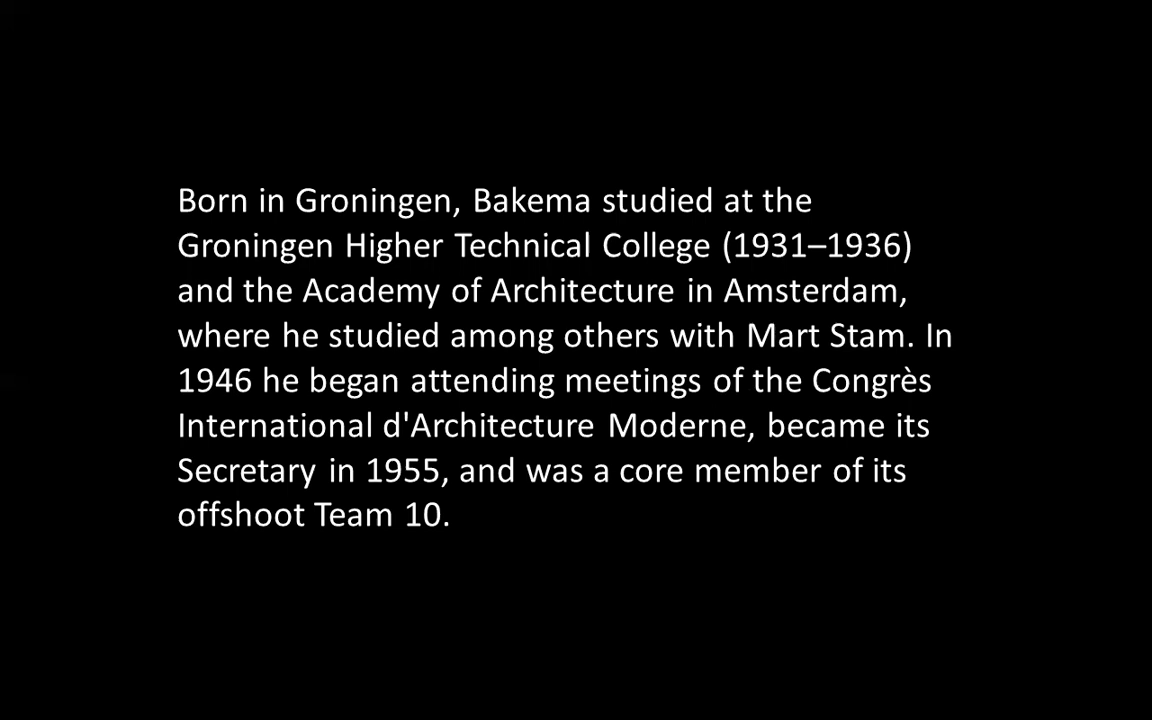 Born in Groningen, Bakema studied at the
Groningen Higher Technical College (1931–1936)
and the Academy of Architecture in Amsterdam,
where he studied among others with Mart Stam. In
1946 he began attending meetings of the Congrès
International d'Architecture Moderne, became its
Secretary in 1955, and was a core member of its
offshoot Team 10.